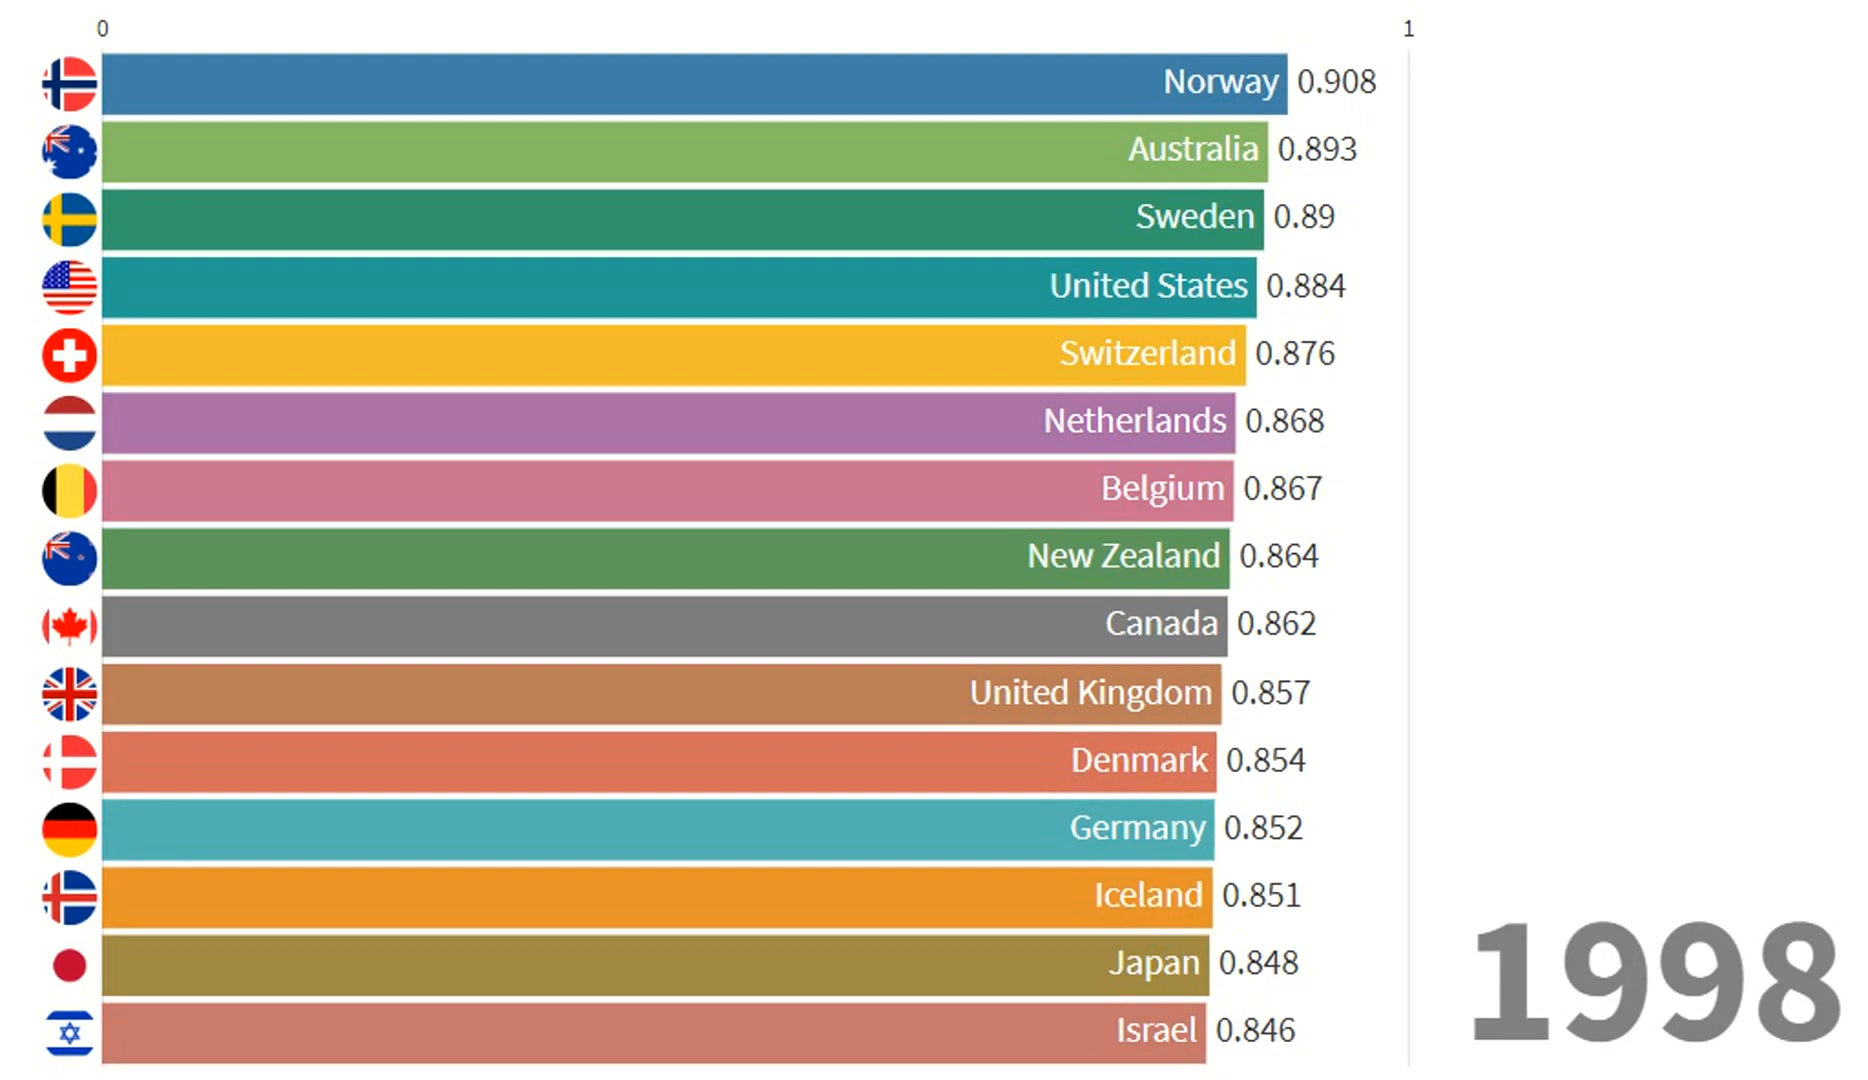 0 1
Norway 0.908
Australia 0.893
Sweden 0.89
United States 0.884
Switzerland 0.876
Netherlands 0.868
Belgium 0.867
New Zealand 0.864
Canada 0.862
United Kingdom 0.857
Denmark 0.854
Germany 0.852
Iceland 0.851
Japan 0.848
Israel 0.846
1998